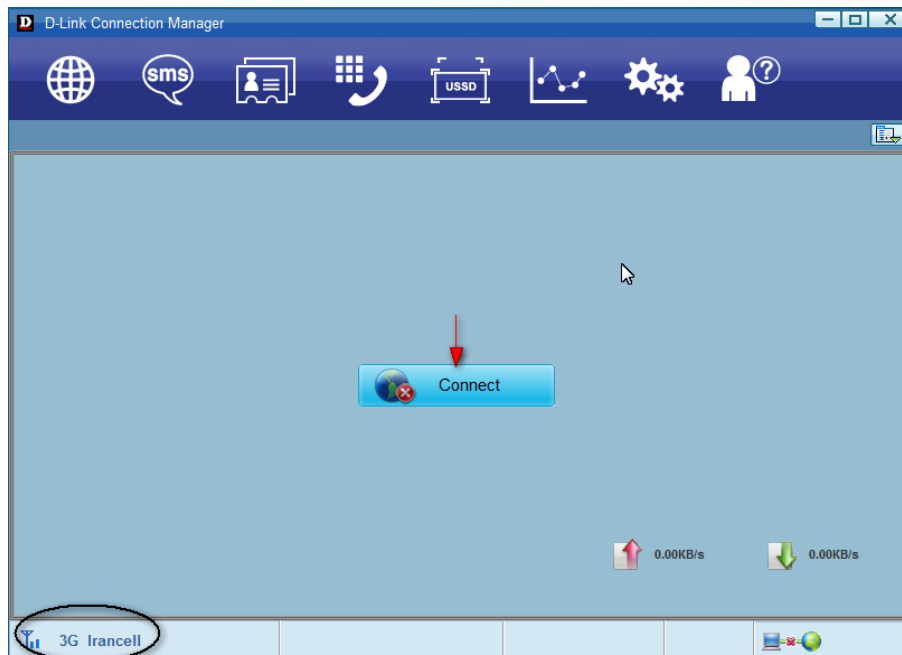 D-Link Connection Manager
sms
USSD
Connect
0.00KB/s
0.00KB/s
3G Irancell